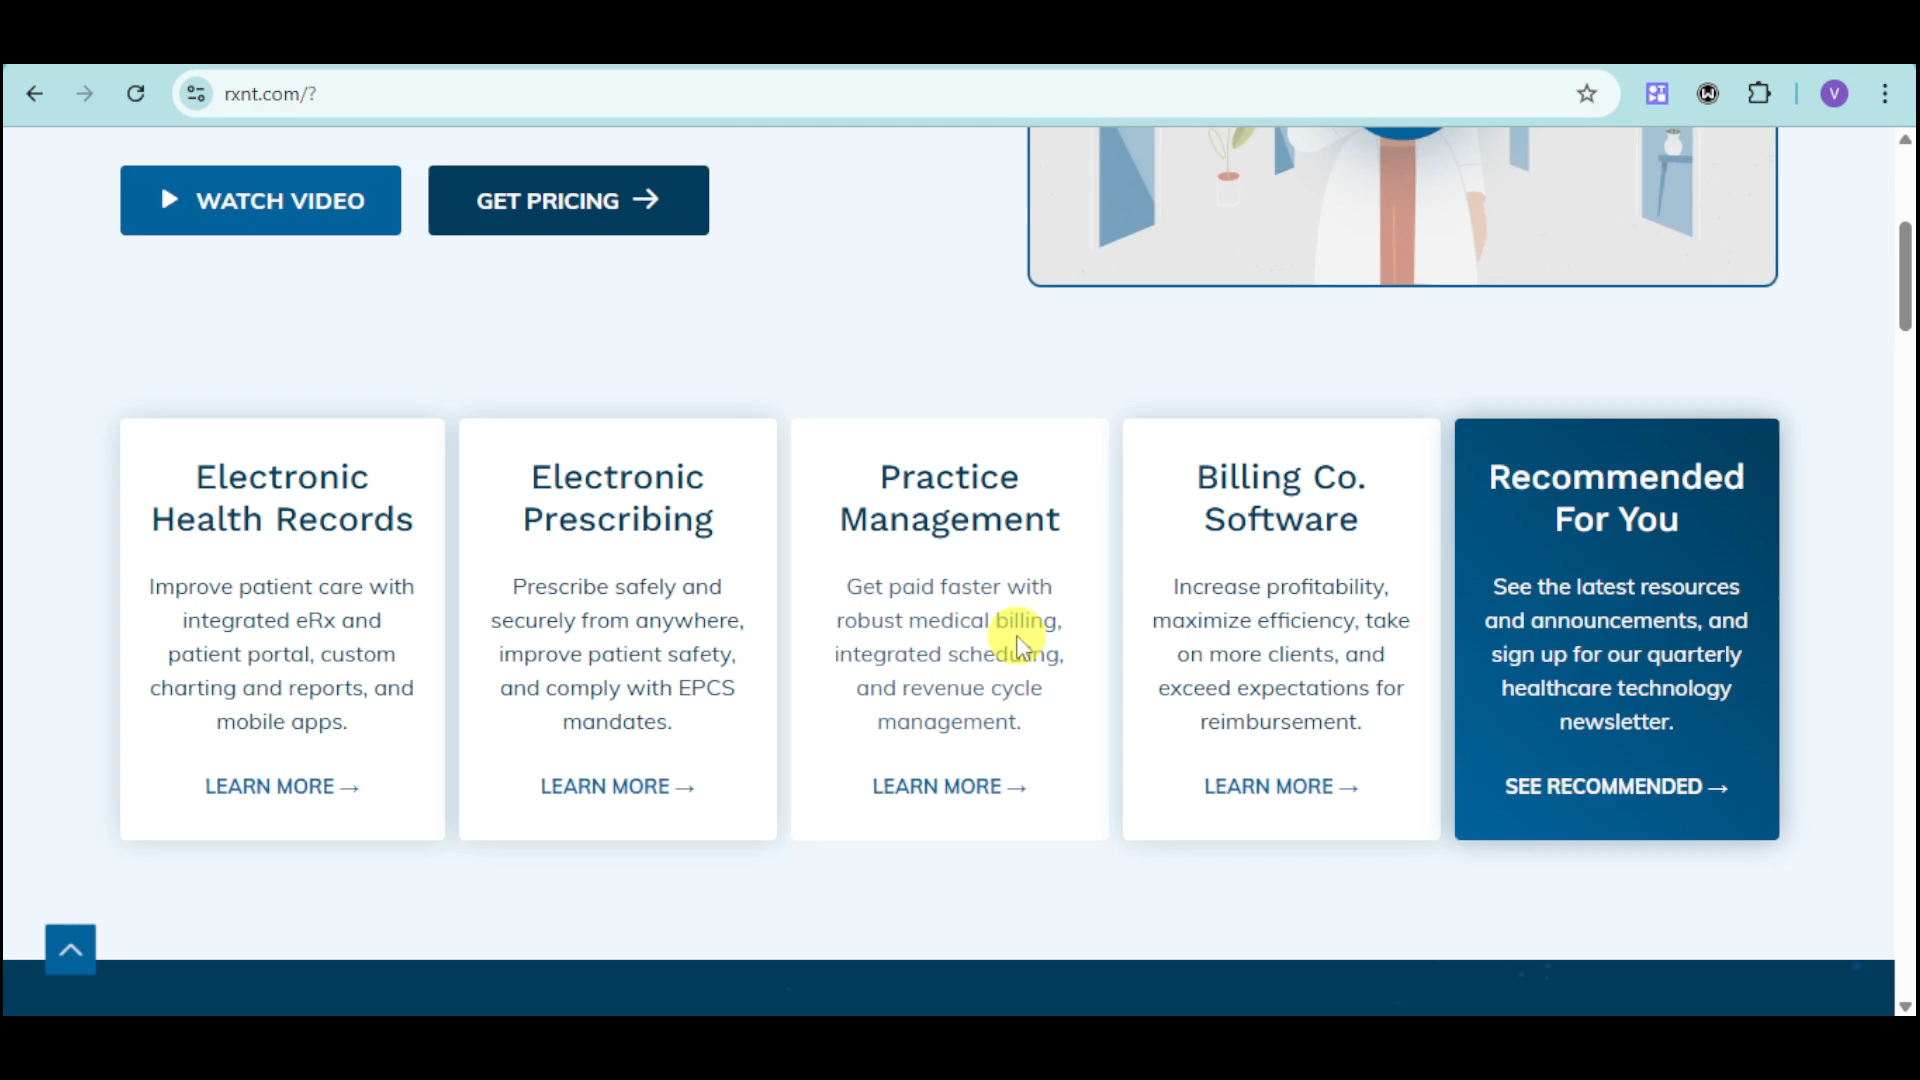 rxnt.com/?
V
WATCH VIDEO
GET PRICING →
Electronic
Health Records
Improve patient care with
integrated eRx and
patient portal, custom
charting and reports, and
mobile apps.
LEARN MORE →
Electronic
Prescribing
Prescribe safely and
securely from anywhere,
improve patient safety,
and comply with EPCS
mandates.
LEARN MORE →
Practice
Management
Get paid faster with
robust medical billing,
integrated scheduling,
and revenue cycle
management.
LEARN MORE →
Billing Co.
Software
Increase profitability,
maximize efficiency, take
on more clients, and
exceed expectations for
reimbursement.
LEARN MORE →
Recommended
For You
See the latest resources
and announcements, and
sign up for our quarterly
healthcare technology
newsletter.
SEE RECOMMENDED →